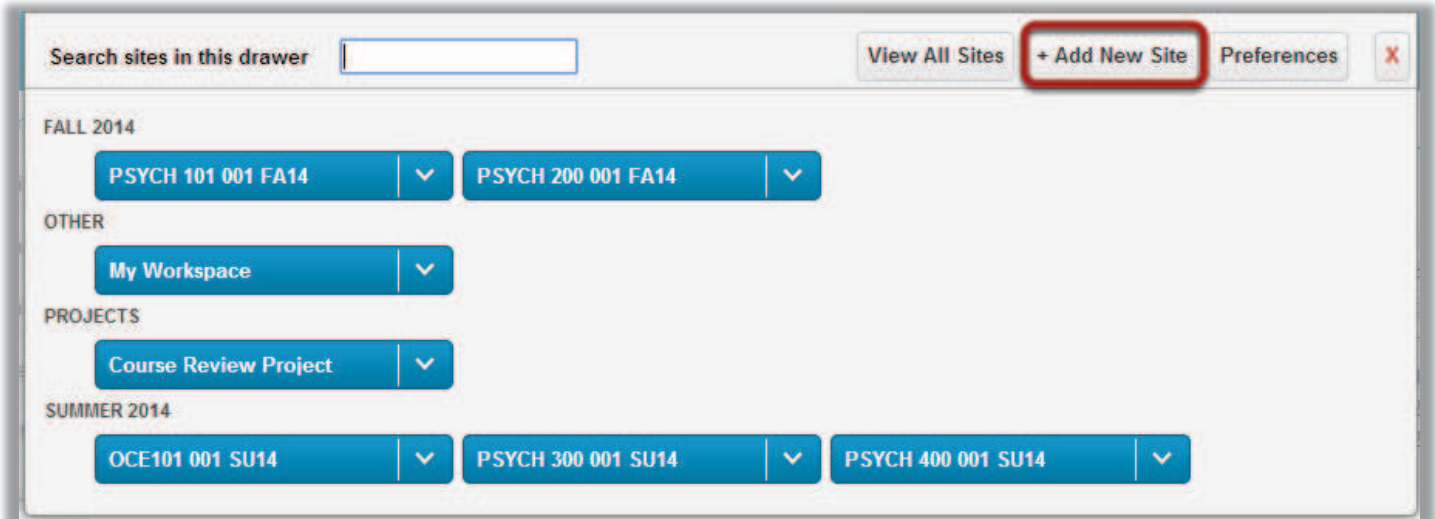 Search sites in this drawer View All Sites + Add New Site Preferences X
FALL 2014
PSYCH 101 001 FA14 PSYCH 200 001 FA14
OTHER
My Workspace
PROJECTS
Course Review Project
SUMMER 2014
OCE101 001 SU14 PSYCH 300 001 SU14 PSYCH 400 001 SU14